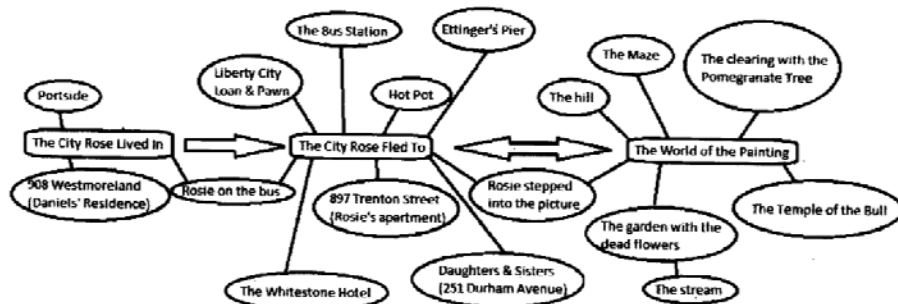 The Bus Station
Ettinger's Pier
The Maze
The clearing with the
Pomegranate Tree
Liberty City
Loan & Pawn
Portside
Hot Pot
The hill
The City Rose Lived In
The City Rose Fled To
The World of the Painting
908 Westmoreland
(Daniels' Residence)
Rosie on the bus
897 Trenton Street
(Rosie's apartment)
Rosie stepped
into the picture
The Temple of the Bull
The garden with the
dead flowers
The Whitestone Hotel
Daughters & Sisters
(251 Durham Avenue)
The stream